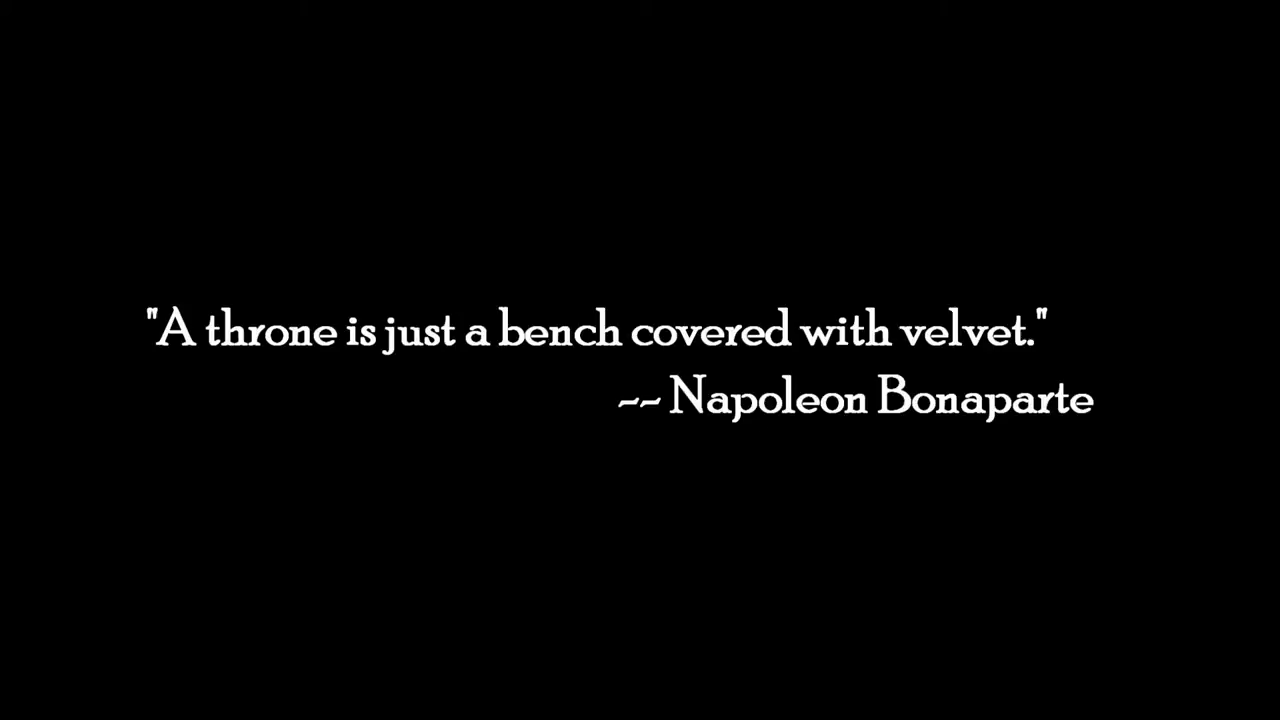 "A throne is just a bench covered with velvet."
-- Napoleon Bonaparte